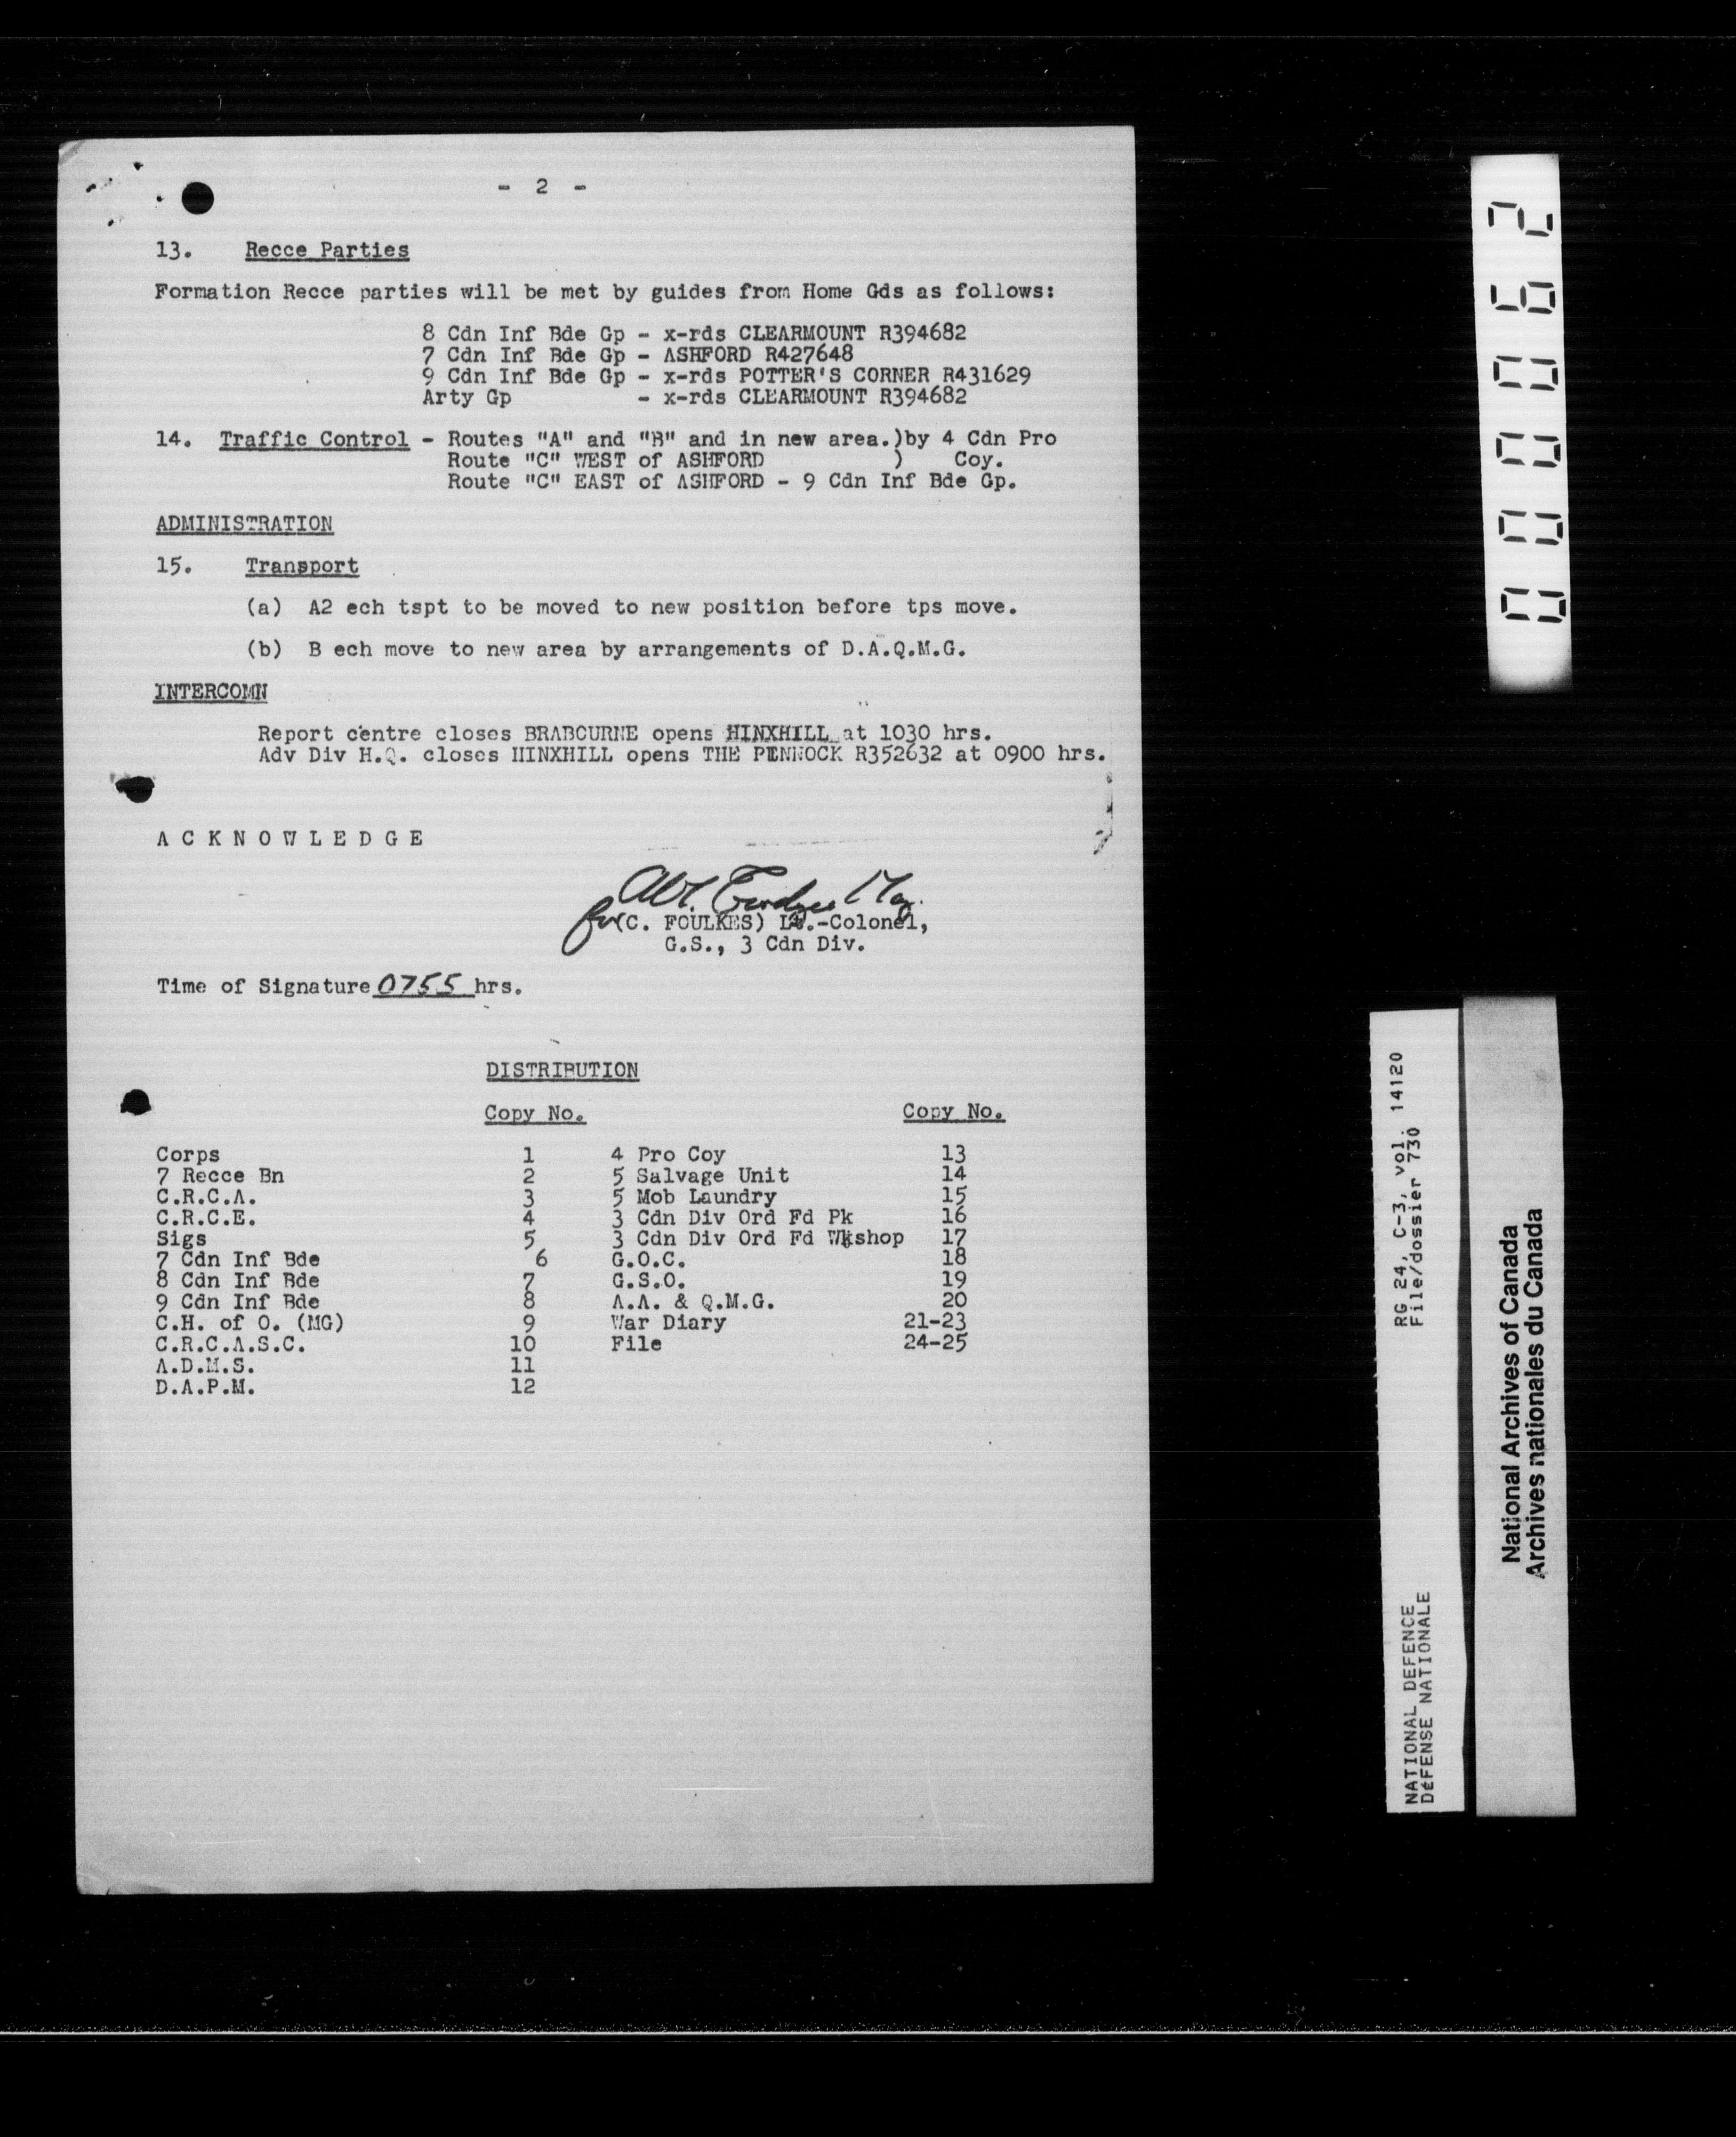 - 2 -
13. Recce Parties
Formation Recce parties will be met by guides from Home Gds as follows:
8 Cdn Inf Bde Gp - x-rds CLEARMOUNT R394682
7 Cdn Inf Bde Gp - ASHFORD R427648
9 Cdn Inf Bde Gp - x-rds POTTER'S CORNER R431629
Arty Gp - x-rds CLEARMOUNT R394682
14. Traffic Control - Routes "A" and "B" and in new area.)by 4 Cdn Pro
Route "C" WEST of ASHFORD ) Coy.
Route "C" EAST of ASHFORD - 9 Cdn Inf Bde Gp.
ADMINISTRATION
15. Transport
(a) A2 ech tspt to be moved to new position before tps move.
(b) B ech move to new area by arrangements of D.A.Q.M.G.
INTERCOMN
Report centre closes BRABOURNE opens HINXHILL at 1030 hrs.
Adv Div H.Q. closes HINXHILL opens THE PENNOCK R352632 at 0900 hrs.
ACKNOWLEDGE
Maj.
for (C. FOULKES) Lt.-Colonel,
G.S., 3 Cdn Div.
Time of Signature 0755 hrs.
DISTRIBUTION
Copy No. Copy No.
Corps 1 4 Pro Coy 13
7 Recce Bn 2 5 Salvage Unit 14
C.R.C.A. 3 5 Mob Laundry 15
C.R.C.E. 4 3 Cdn Div Ord Fd Pk 16
Sigs 5 3 Cdn Div Ord Fd Wkshop 17
7 Cdn Inf Bde 6 G.O.C. 18
8 Cdn Inf Bde 7 G.S.O. 19
9 Cdn Inf Bde 8 A.A. & Q.M.G. 20
C.H. of O. (MG) 9 War Diary 21-23
C.R.C.A.S.C. 10 File 24-25
A.D.M.S. 11
D.A.P.M. 12
000062
NATIONAL DEFENCE RG 24, C-3, vol. 14120
DéFENSE NATIONALE File/dossier 730
National Archives of Canada
Archives nationales du Canada